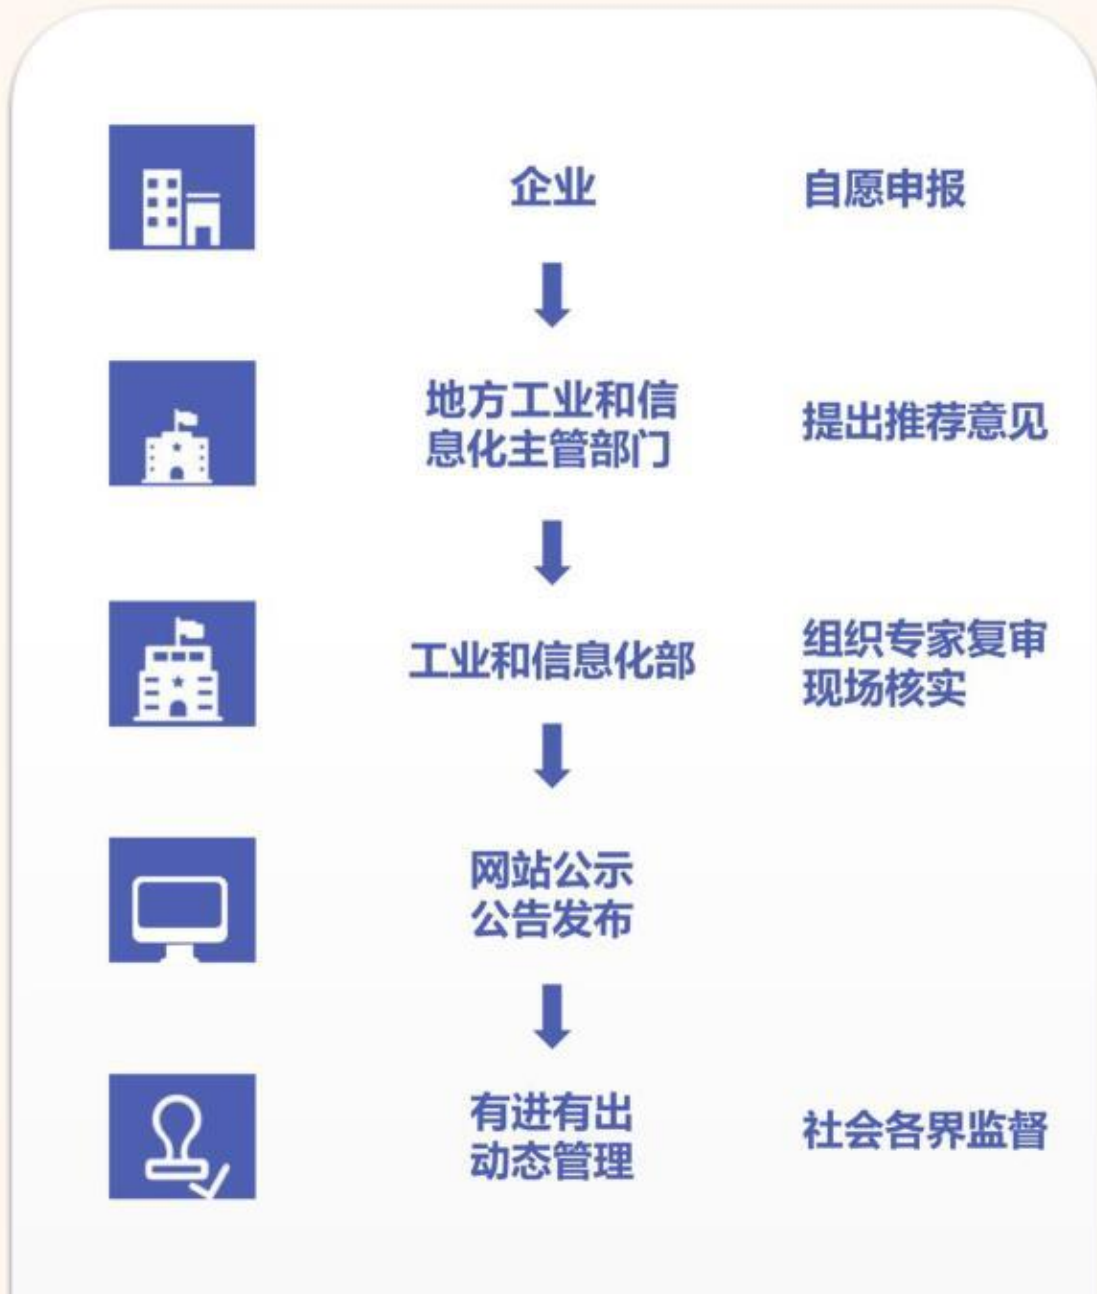 企业
自愿申报
地方工业和信
息化主管部门
提出推荐意见
工业和信息化部
组织专家复审
现场核实
网站公示
公告发布
有进有出
动态管理
社会各界监督